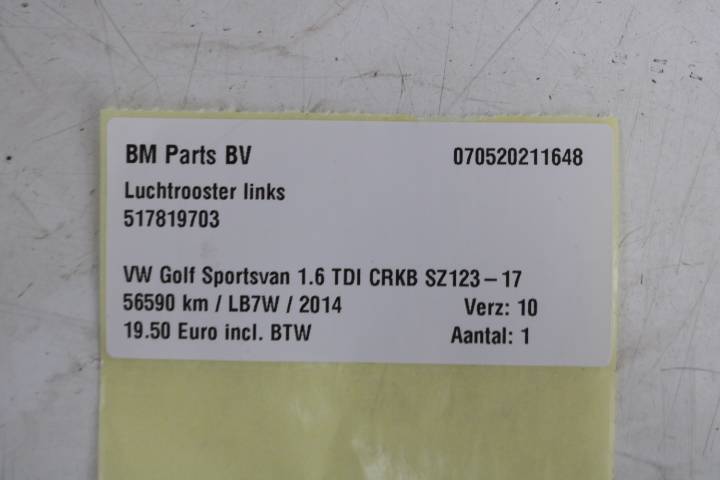 BM Parts BV 070520211648
Luchtrooster links
517819703
VW Golf Sportsvan 1.6 TDI CRKB SZ123-17
56590 km / LB7W / 2014 Verz: 10
19.50 Euro incl. BTW Aantal: 1